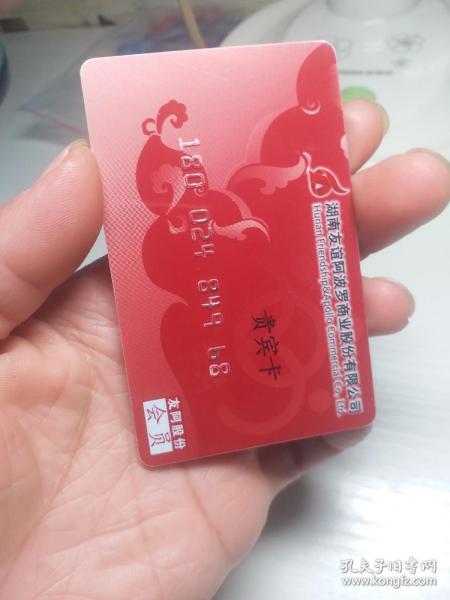 湖南友谊阿波罗商业股份有限公司
Hunan Friendship&Apollo Commercial Co., Ltd.
贵宾卡
180 024 849 68
友阿股份
会员
孔夫子旧书网
www.kongfz.com